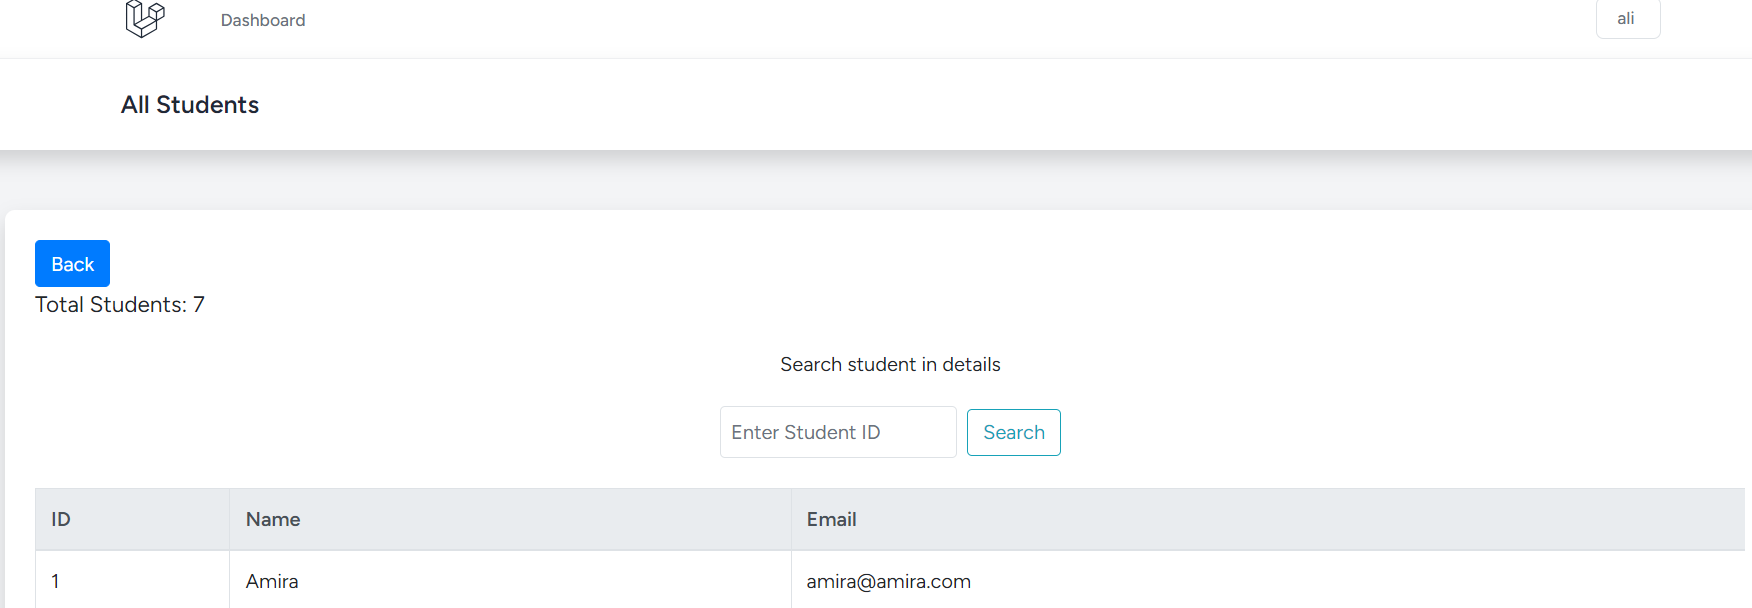 Dashboard
ali
All Students
Back
Total Students: 7
Search student in details
Enter Student ID
Search
ID Name Email
1 Amira amira@amira.com